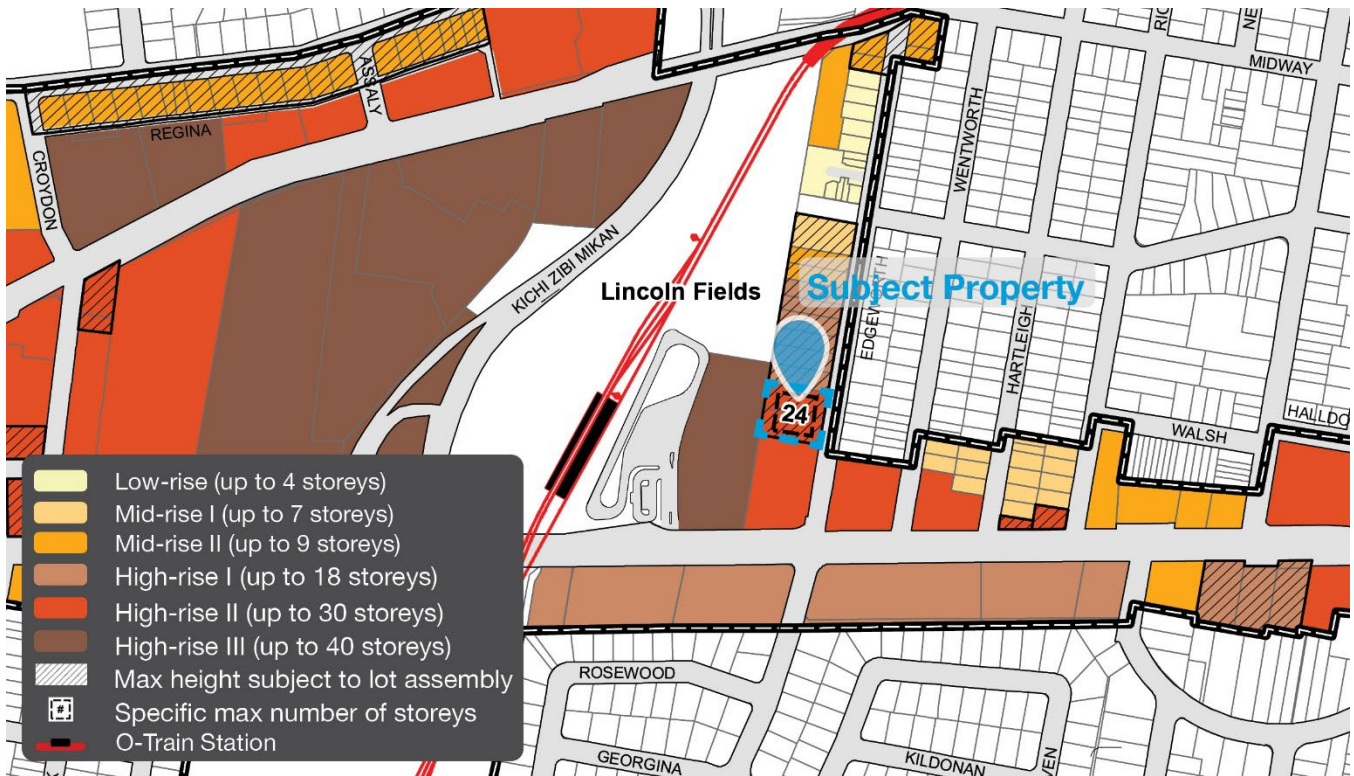 MIDWAY
ASSALY
REGINA
CROYDON
WENTWORTH
KICHI ZIBI MIKAN
Lincoln Fields
Subject Property
HARTLEIGH
24
WALSH
HALLDO
Low-rise (up to 4 storeys)
Mid-rise I (up to 7 storeys)
Mid-rise II (up to 9 storeys)
High-rise I (up to 18 storeys)
High-rise II (up to 30 storeys)
High-rise III (up to 40 storeys)
Max height subject to lot assembly
#
Specific max number of storeys
O-Train Station
ROSEWOOD
GEORGINA
KILDONAN
VEN